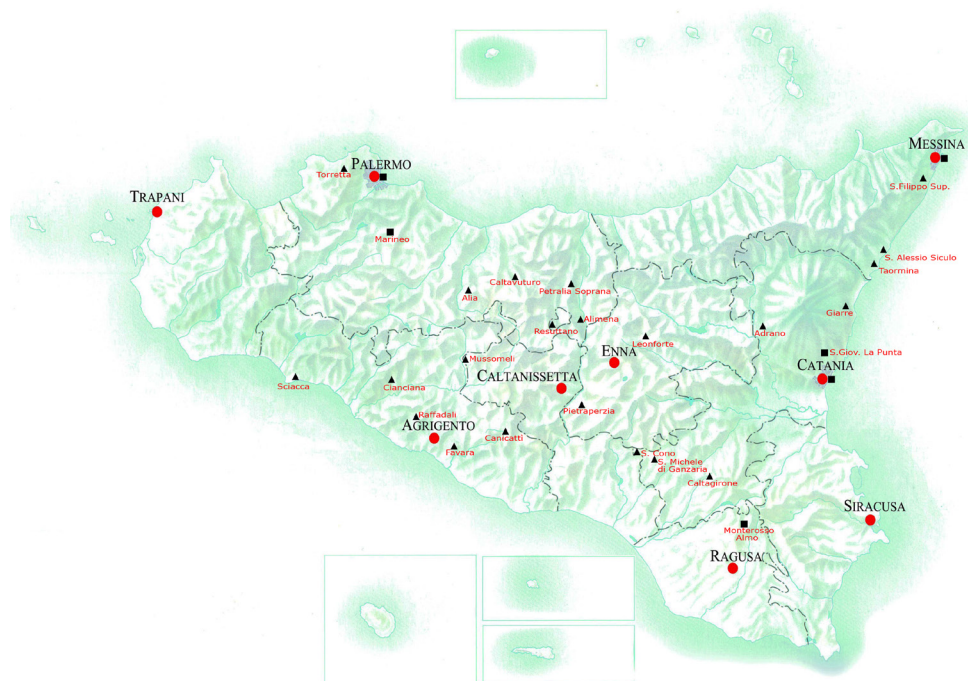 MESSINA
PALERMO
Torretta
S.Filippo Sup.
TRAPANI
Marineo
S. Alessio Siculo
Taormina
Caltavuturo
Petralia Soprana
Alia
Giarre
Alimena
Resuttano
Adrano
Leonforte
S.Giov. La Punta
ENNA
Mussomeli
CATANIA
Sciacca
Cianciana
CALTANISSETTA
Pietraperzia
Raffadali
AGRIGENTO
Canicatti
Favara
S. Cono
S. Michele
di Ganzaria
Caltagirone
SIRACUSA
Monterosso
Almo
RAGUSA